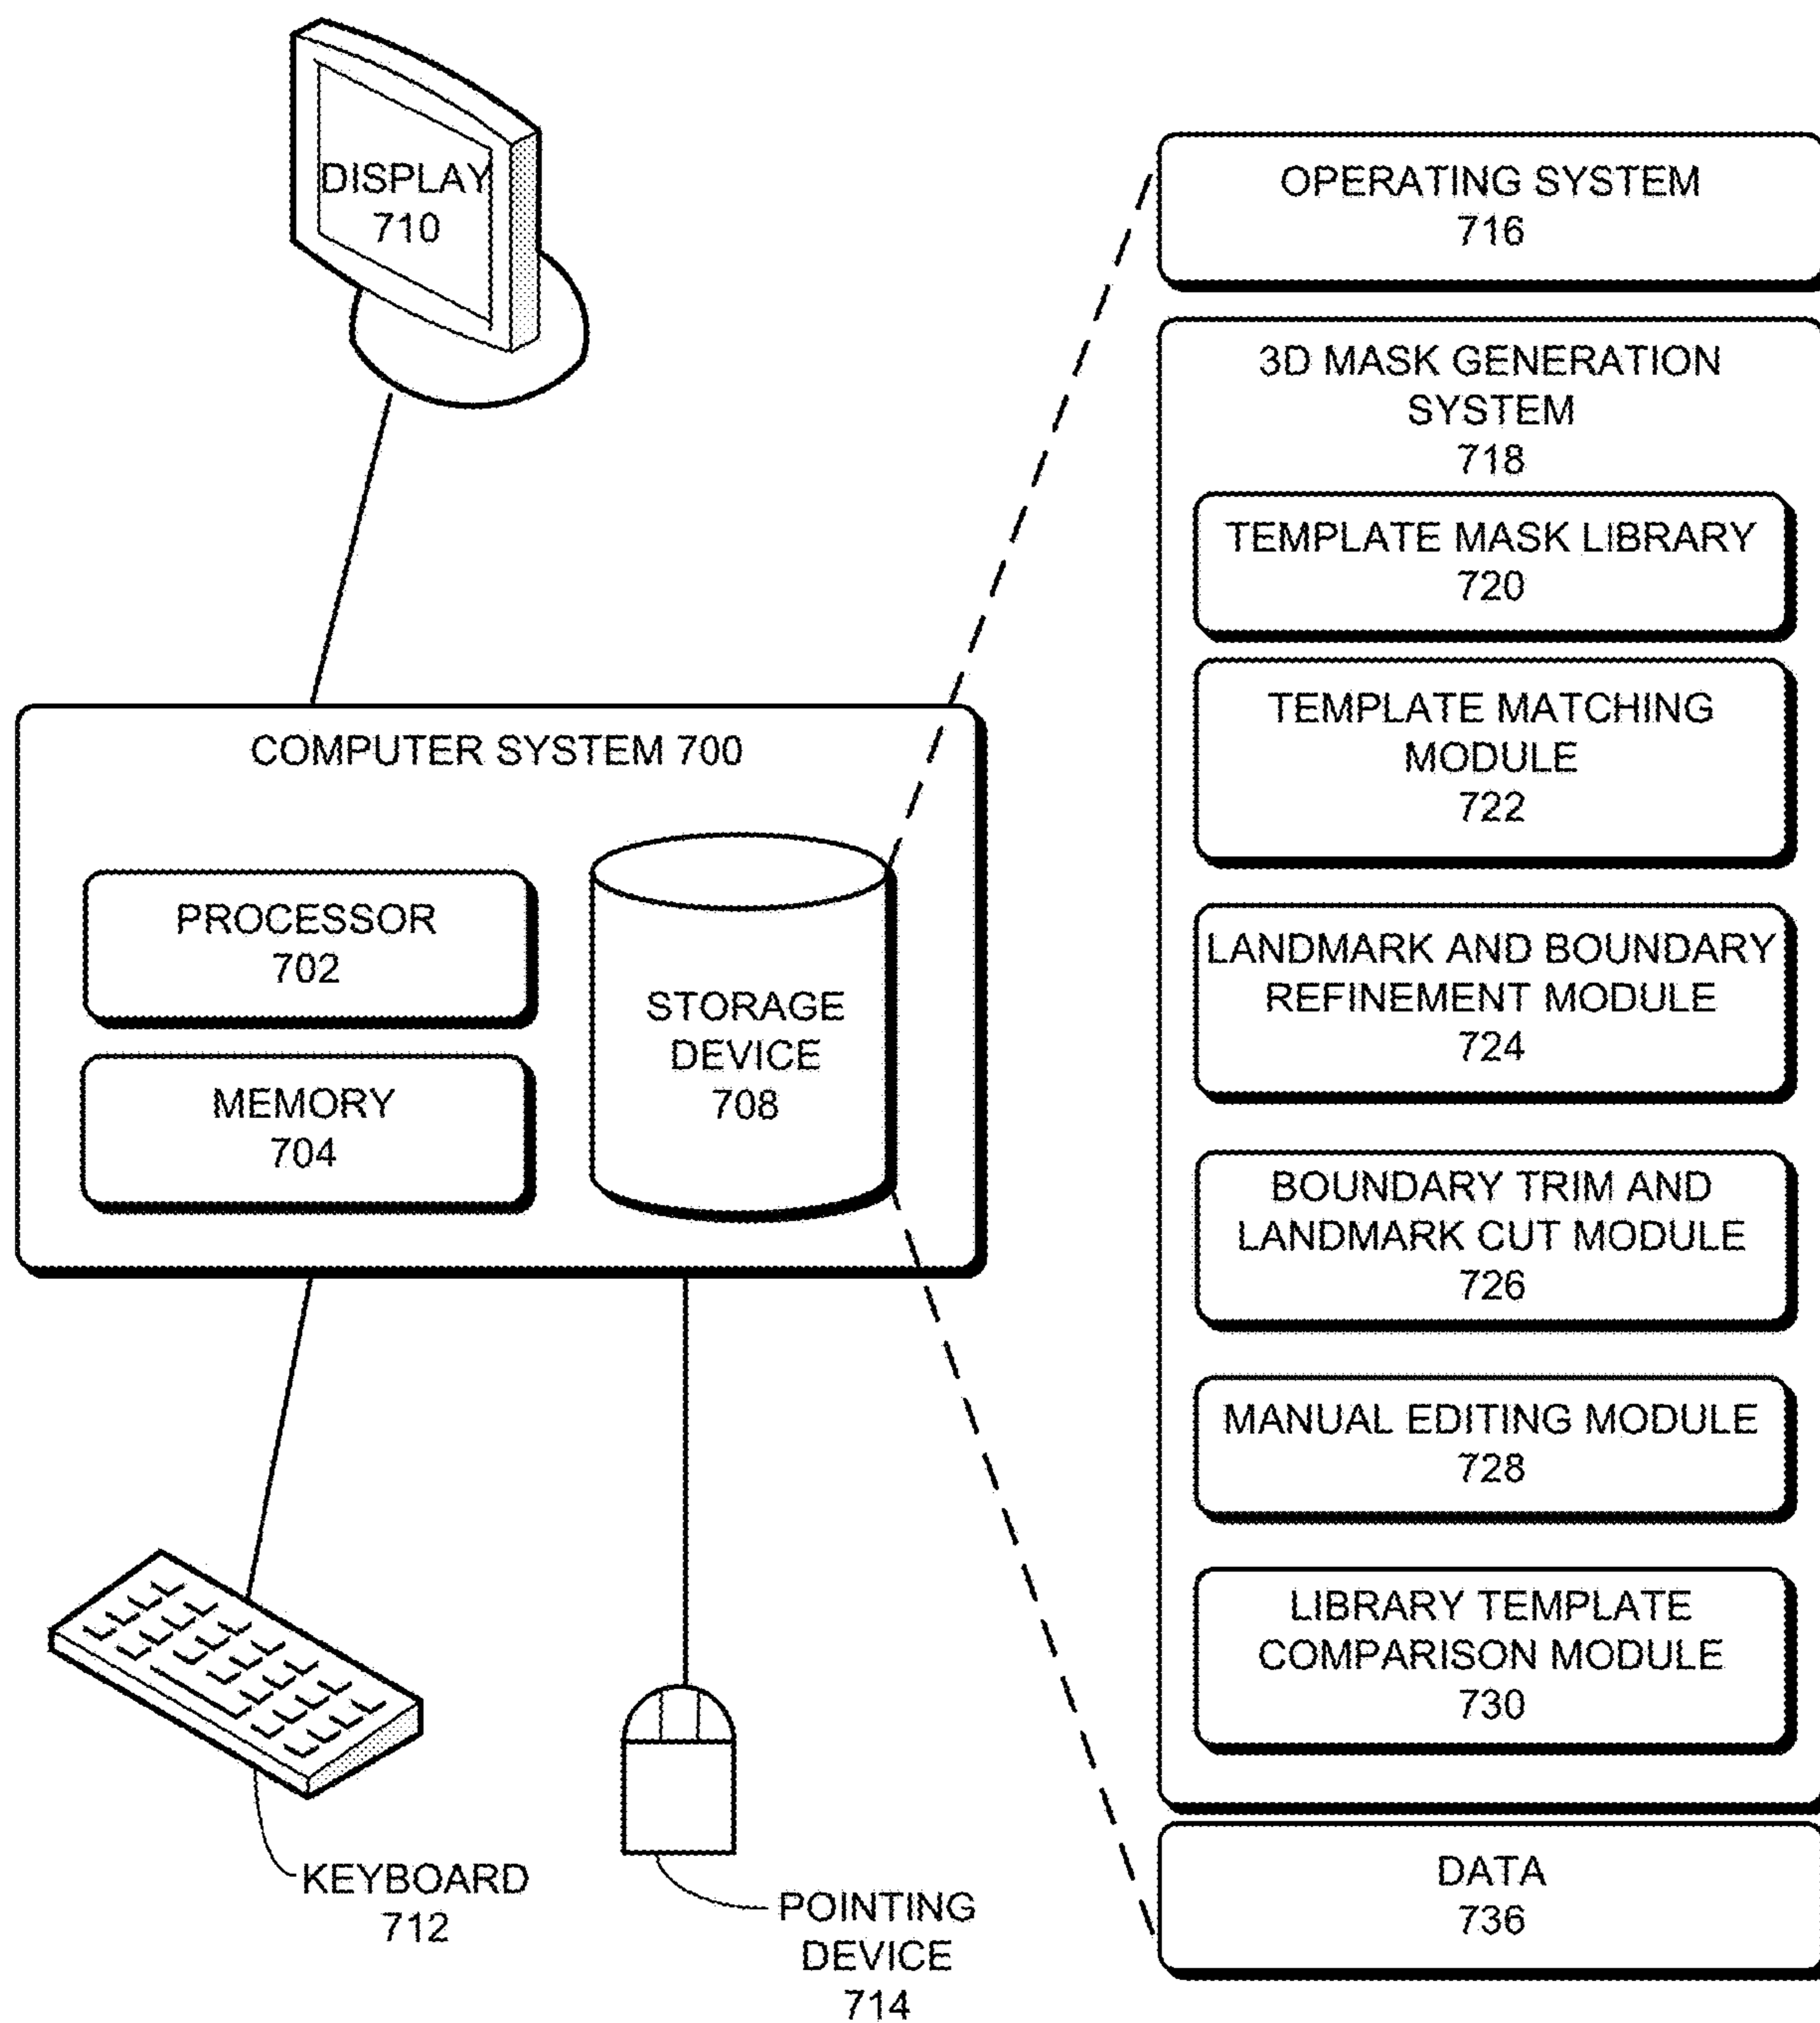 DISPLAY
710
COMPUTER SYSTEM 700
PROCESSOR
702
MEMORY
704
STORAGE
DEVICE
708
KEYBOARD
712
POINTING
DEVICE
714
OPERATING SYSTEM
716
3D MASK GENERATION
SYSTEM
718
TEMPLATE MASK LIBRARY
720
TEMPLATE MATCHING
MODULE
722
LANDMARK AND BOUNDARY
REFINEMENT MODULE
724
BOUNDARY TRIM AND
LANDMARK CUT MODULE
726
MANUAL EDITING MODULE
728
LIBRARY TEMPLATE
COMPARISON MODULE
730
DATA
736